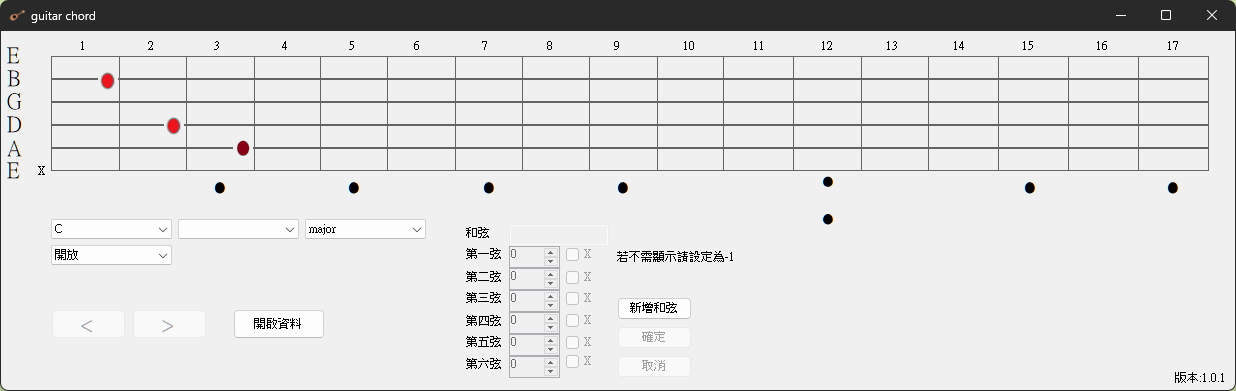 guitar chord
1 2 3 4 5 6 7 8 9 10 11 12 13 14 15 16 17
E
B
G
D
A
E X
C major
開放
和弦
第一弦 0 X 若不需顯示請設定為-1
第二弦 0 X
第三弦 0 X
第四弦 0 X
第五弦 0 X
第六弦 0 X
新增和弦
確定
取消
< > 開啟資料
版本:1.0.1